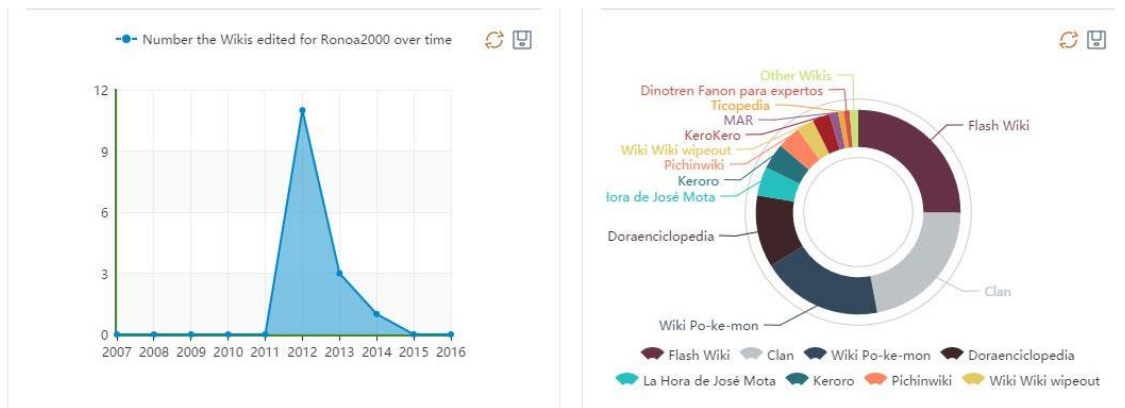 Number the Wikis edited for Ronoa2000 over time
12
9
6
3
0
2007 2008 2009 2010 2011 2012 2013 2014 2015 2016
Other Wikis
Dinotren Fanon para expertos
Ticopedia
MAR
KeroKero
Wiki Wiki wipeout
Pichinwiki
Keroro
Hora de José Mota
Doraenciclopedia
Wiki Po-ke-mon
Flash Wiki
Clan
Flash Wiki Clan Wiki Po-ke-mon Doraenciclopedia
La Hora de José Mota Keroro Pichinwiki Wiki Wiki wipeout